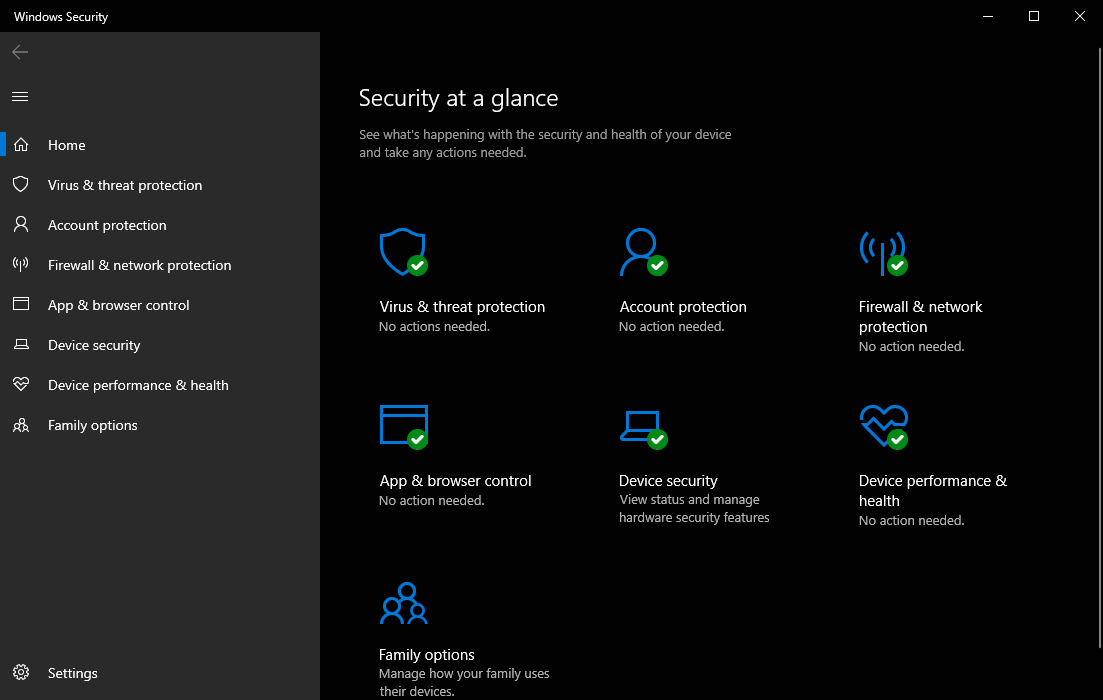 Windows Security
Home
Virus & threat protection
Account protection
Firewall & network protection
App & browser control
Device security
Device performance & health
Family options
Settings
Security at a glance
See what's happening with the security and health of your device
and take any actions needed.
Virus & threat protection
No actions needed.
Account protection
No action needed.
Firewall & network
protection
No action needed.
App & browser control
No action needed.
Device security
View status and manage
hardware security features
Device performance &
health
No action needed.
Family options
Manage how your family uses
their devices.